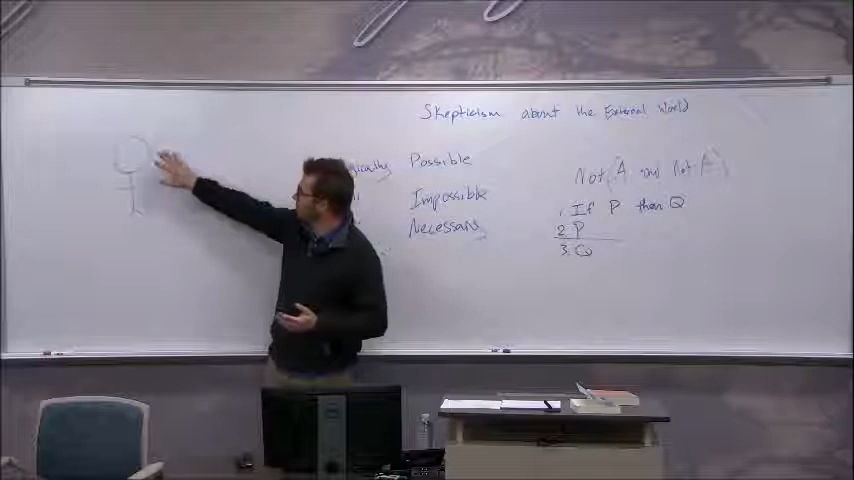 Skepticism about the External World
Possible
Impossible
Necessary
Not (A and Not A)
1. If P then Q
2. P
3. Q